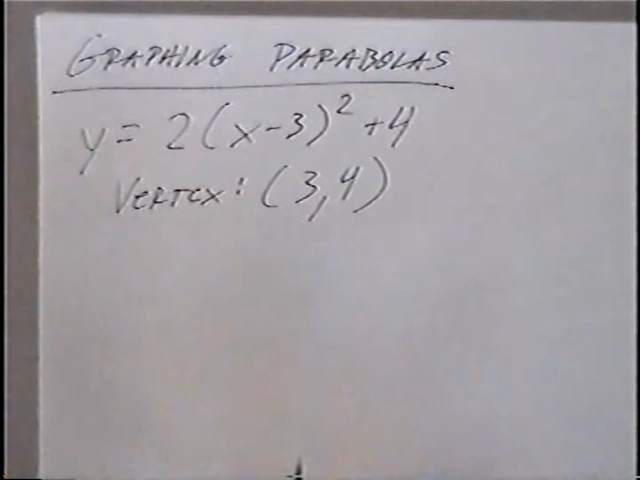 GRAPHING PARABOLAS
y = 2(x-3)² +4
VERTEX: (3,4)